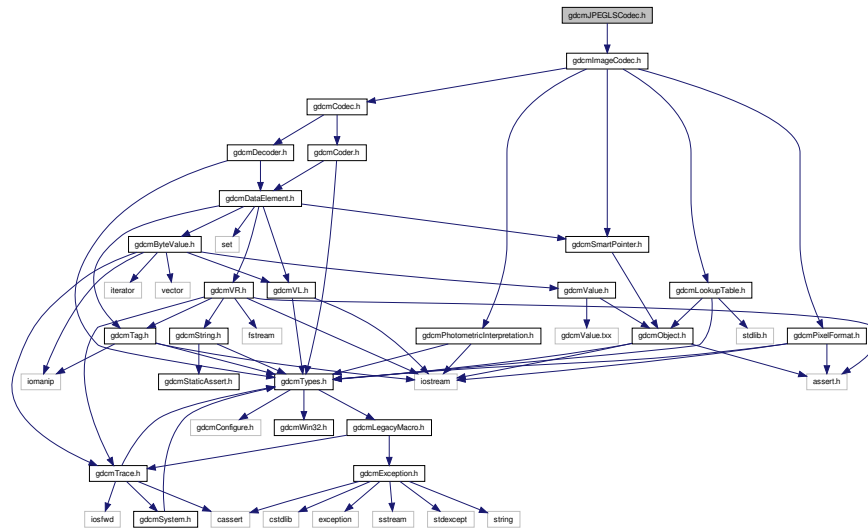 gdcmJPEGLSCodec.h
gdcmImageCodec.h
gdcmCodec.h
gdcmDecoder.h
gdcmCoder.h
gdcmDataElement.h
gdcmByteValue.h
set
gdcmSmartPointer.h
iterator
vector
gdcmVR.h
gdcmVL.h
gdcmValue.h
gdcmLookupTable.h
gdcmTag.h
gdcmString.h
fstream
gdcmPhotometricInterpretation.h
gdcmValue.txx
gdcmObject.h
stdlib.h
gdcmPixelFormat.h
iomanip
gdcmStaticAssert.h
gdcmTypes.h
iostream
assert.h
gdcmConfigure.h
gdcmWin32.h
gdcmLegacyMacro.h
gdcmTrace.h
gdcmException.h
iosfwd
gdcmSystem.h
cassert
cstdlib
exception
sstream
stdexcept
string